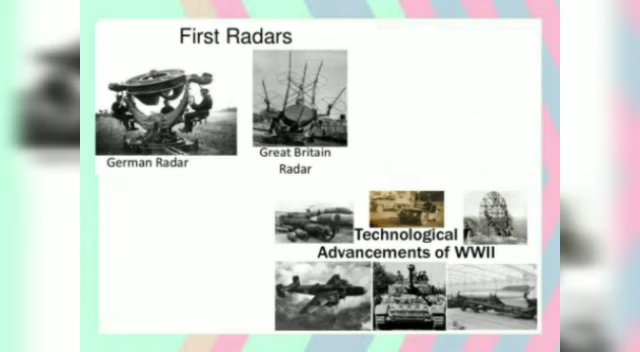 First Radars
German Radar
Great Britain
Radar
Technological
Advancements of WWII